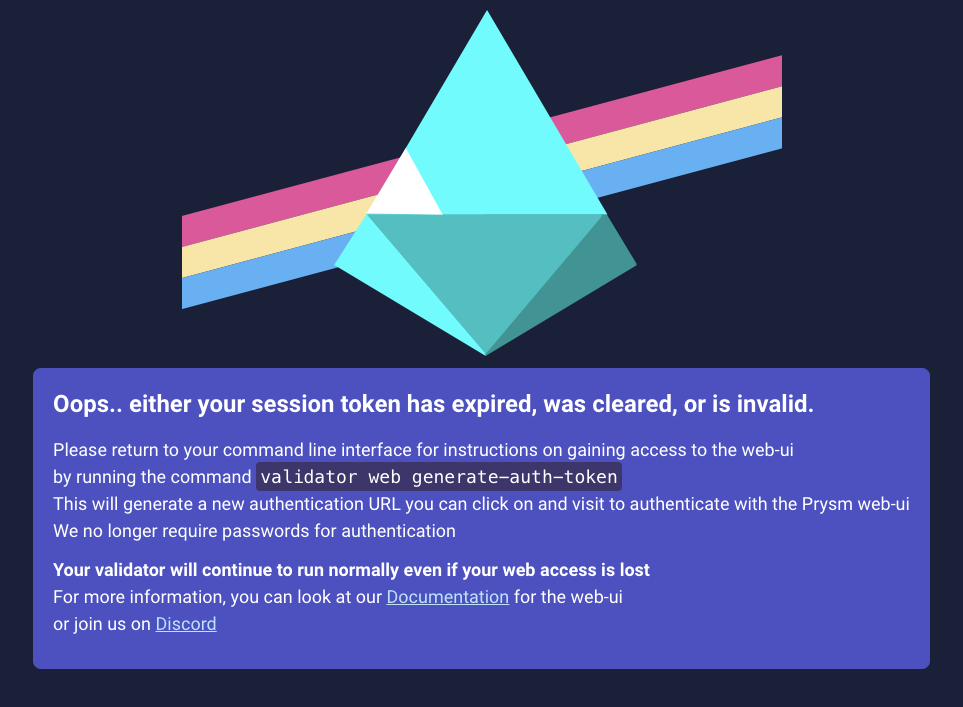 Oops.. either your session token has expired, was cleared, or is invalid.
Please return to your command line interface for instructions on gaining access to the web-ui
by running the command validator web generate-auth-token
This will generate a new authentication URL you can click on and visit to authenticate with the Prysm web-ui
We no longer require passwords for authentication
Your validator will continue to run normally even if your web access is lost
For more information, you can look at our Documentation for the web-ui
or join us on Discord